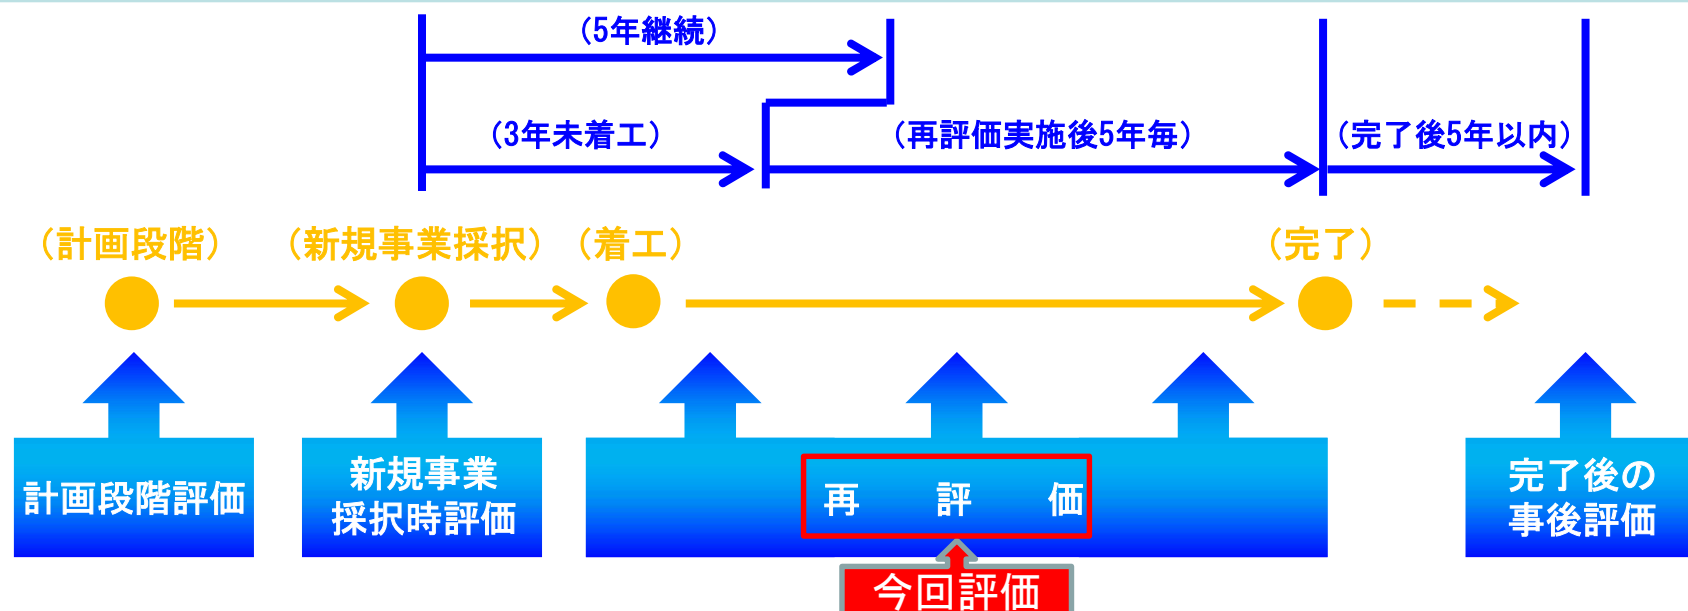 （5年継続）
（3年未着工）
（再評価実施後5年毎）
（完了後5年以内）
（計画段階）
（新規事業採択）
（着工）
（完了）
計画段階評価
新規事業
採択時評価
再　評　価
完了後の
事後評価
今回評価